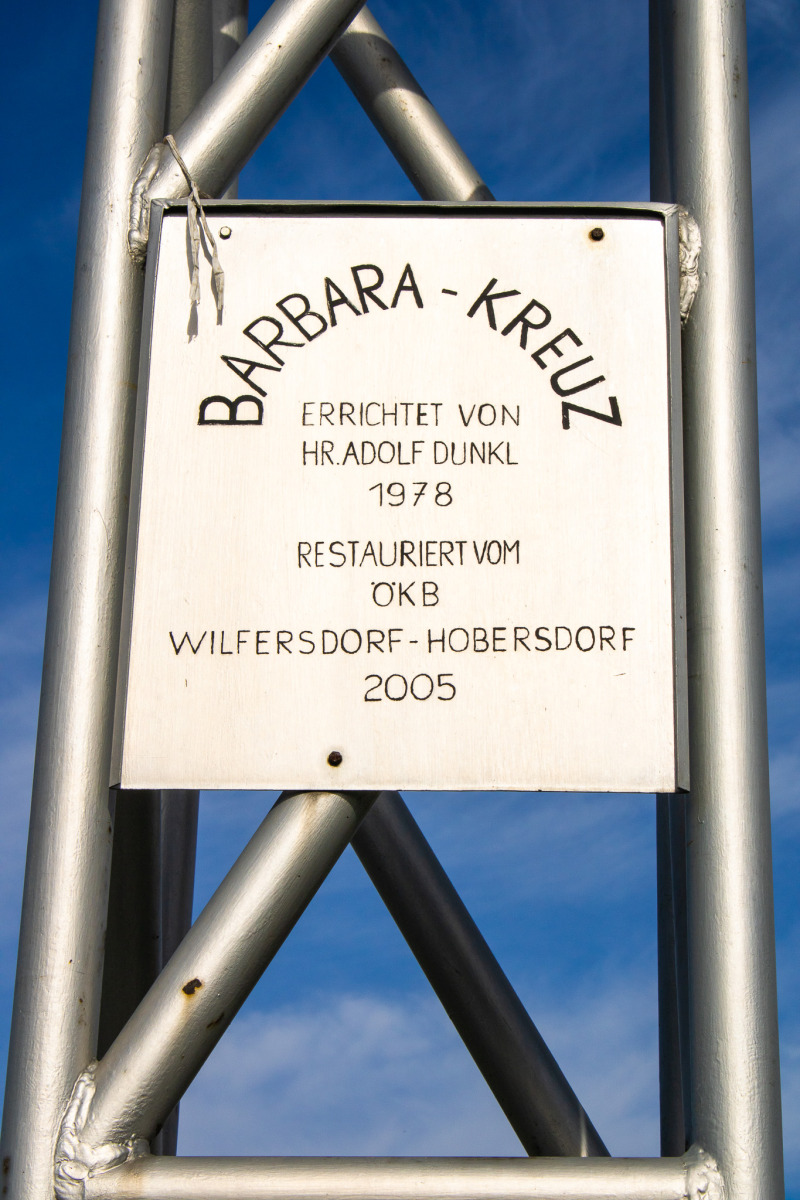 BARBARA - KREUZ
ERRICHTET VON
HR. ADOLF DUNKL
1978
RESTAURIERT VOM
ÖKB
WILFERSDORF - HOBERSDORF
2005